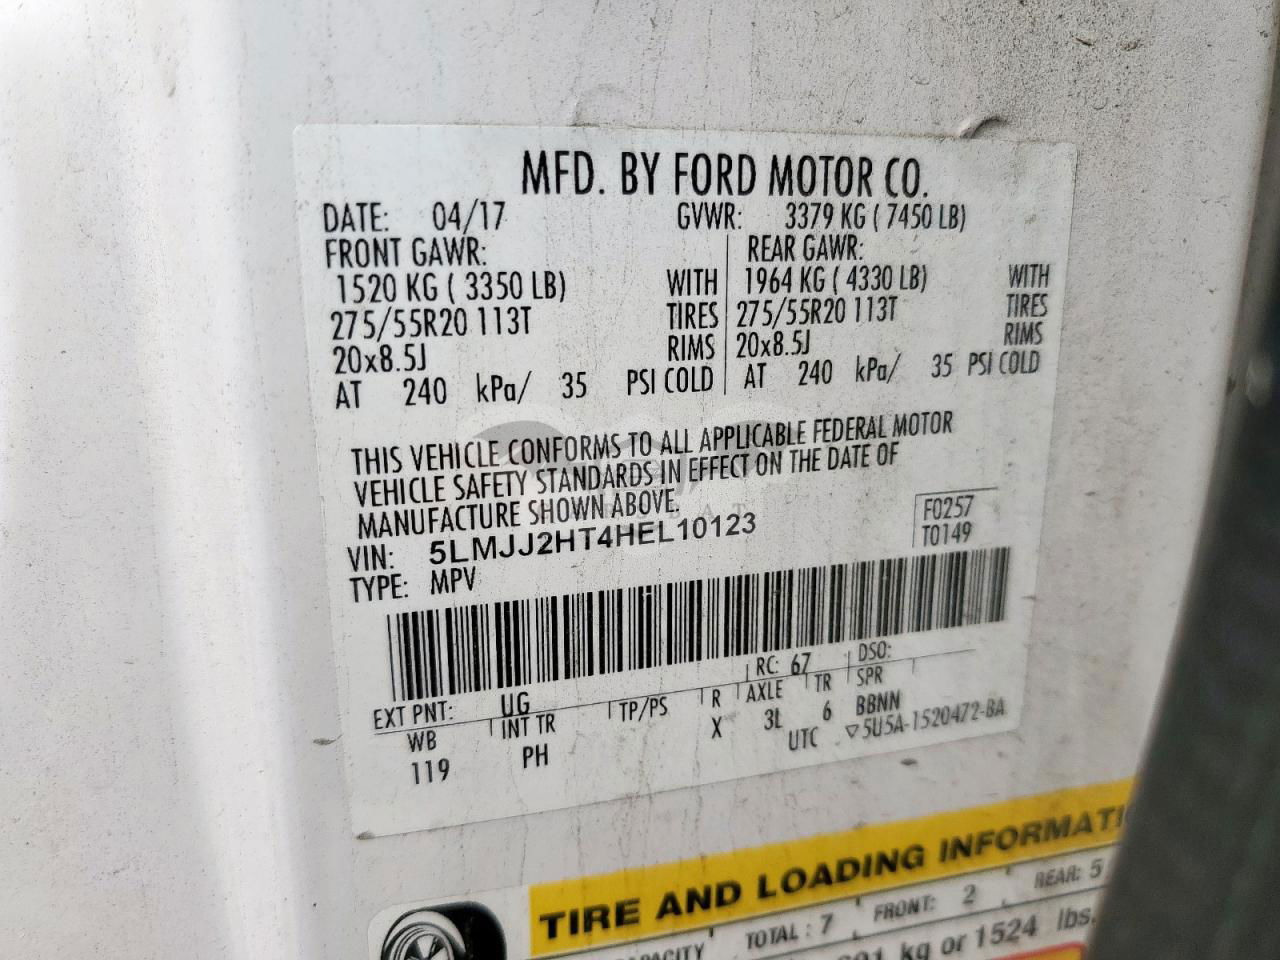 MFD. BY FORD MOTOR CO.
DATE: 04/17 GVWR: 3379 KG ( 7450 LB)
FRONT GAWR: REAR GAWR:
1520 KG ( 3350 LB) WITH 1964 KG ( 4330 LB) WITH
275/55R20 113T TIRES 275/55R20 113T TIRES
20x8.5J RIMS 20x8.5J RIMS
AT 240 kPa/ 35 PSI COLD AT 240 kPa/ 35 PSI COLD
THIS VEHICLE CONFORMS TO ALL APPLICABLE FEDERAL MOTOR
VEHICLE SAFETY STANDARDS IN EFFECT ON THE DATE OF
MANUFACTURE SHOWN ABOVE.
F0257
VIN: 5LMJJ2HT4HEL10123 T0149
TYPE: MPV
EXT PNT: UG RC: 67 DSO:
WB INT TR TP/PS R AXLE TR SPR
119 PH X 3L 6 BBNN
UTC ▽5U5A-1520472-BA
TIRE AND LOADING INFORMATI
TOTAL : 7 FRONT: 2 REAR: 5
kg or 1524 lbs.